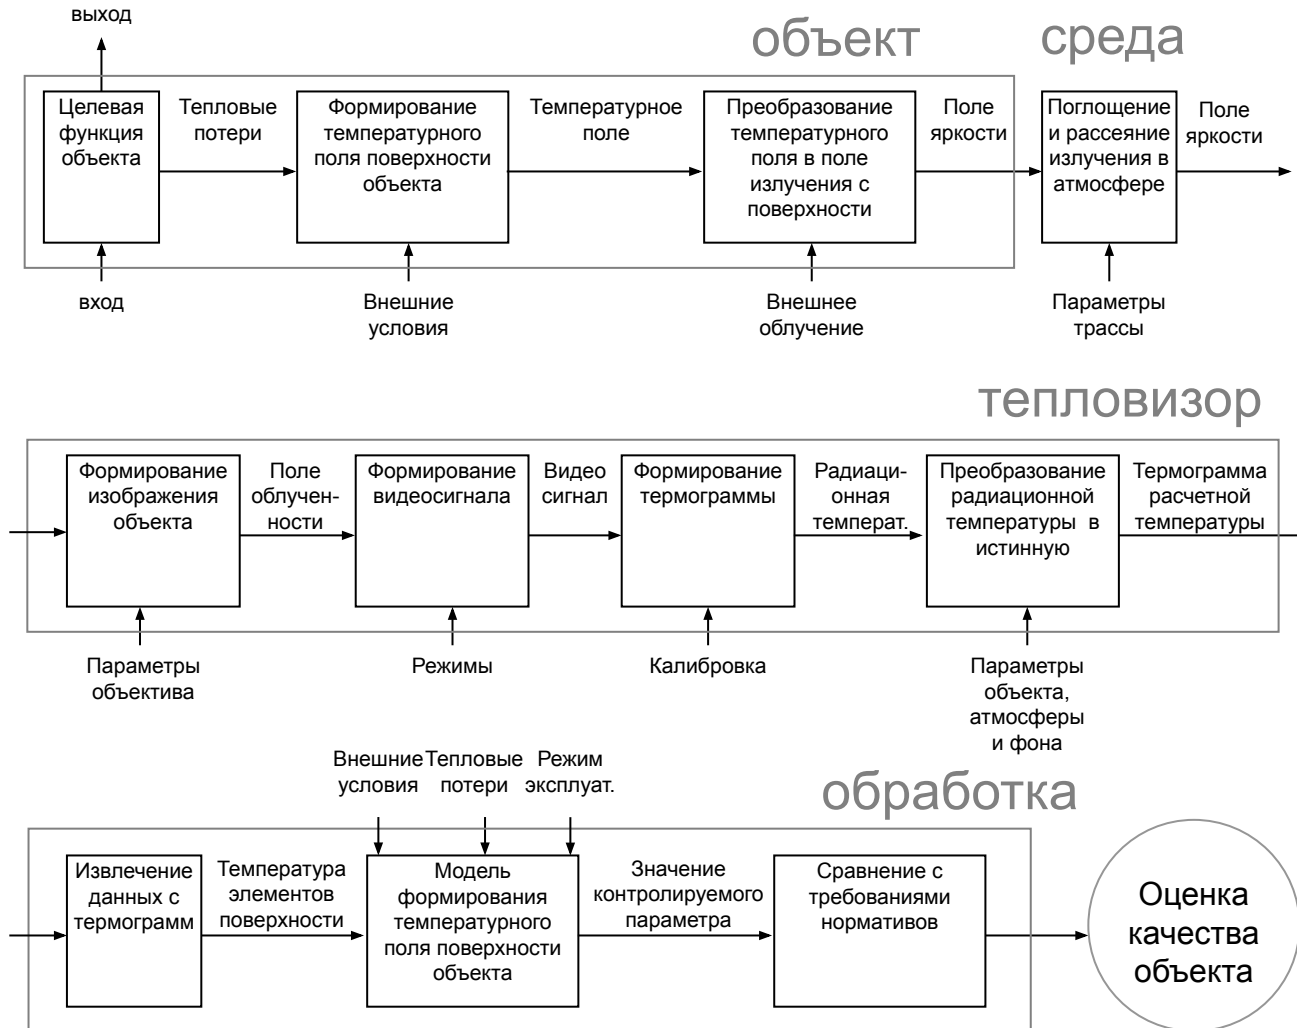 выход
объект
среда
Целевая
функция
объекта
Тепловые
потери
Формирование
температурного
поля поверхности
объекта
Температурное
поле
Преобразование
температурного
поля в поле
излучения с
поверхности
Поле
яркости
Поглощение
и рассеяние
излучения в
атмосфере
Поле
яркости
вход
Внешние
условия
Внешнее
облучение
Параметры
трассы
тепловизор
Формирование
изображения
объекта
Поле
облучен-
ности
Формирование
видеосигнала
Видео
сигнал
Формирование
термограммы
Радиаци-
онная
температ.
Преобразование
радиационной
температуры в
истинную
Термограмма
расчетной
температуры
Параметры
объектива
Режимы
Калибровка
Параметры
объекта,
атмосферы
и фона
Внешние
условия
Тепловые
потери
Режим
эксплуат.
обработка
Извлечение
данных с
термограмм
Температура
элементов
поверхности
Модель
формирования
температурного
поля поверхности
объекта
Значение
контролируемого
параметра
Сравнение с
требованиями
нормативов
Оценка
качества
объекта